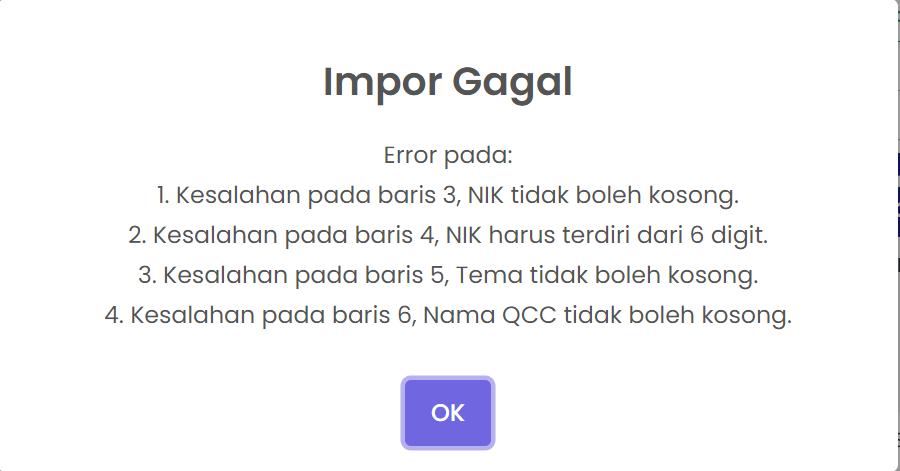 Impor Gagal
Error pada:
1. Kesalahan pada baris 3, NIK tidak boleh kosong.
2. Kesalahan pada baris 4, NIK harus terdiri dari 6 digit.
3. Kesalahan pada baris 5, Tema tidak boleh kosong.
4. Kesalahan pada baris 6, Nama QCC tidak boleh kosong.
OK